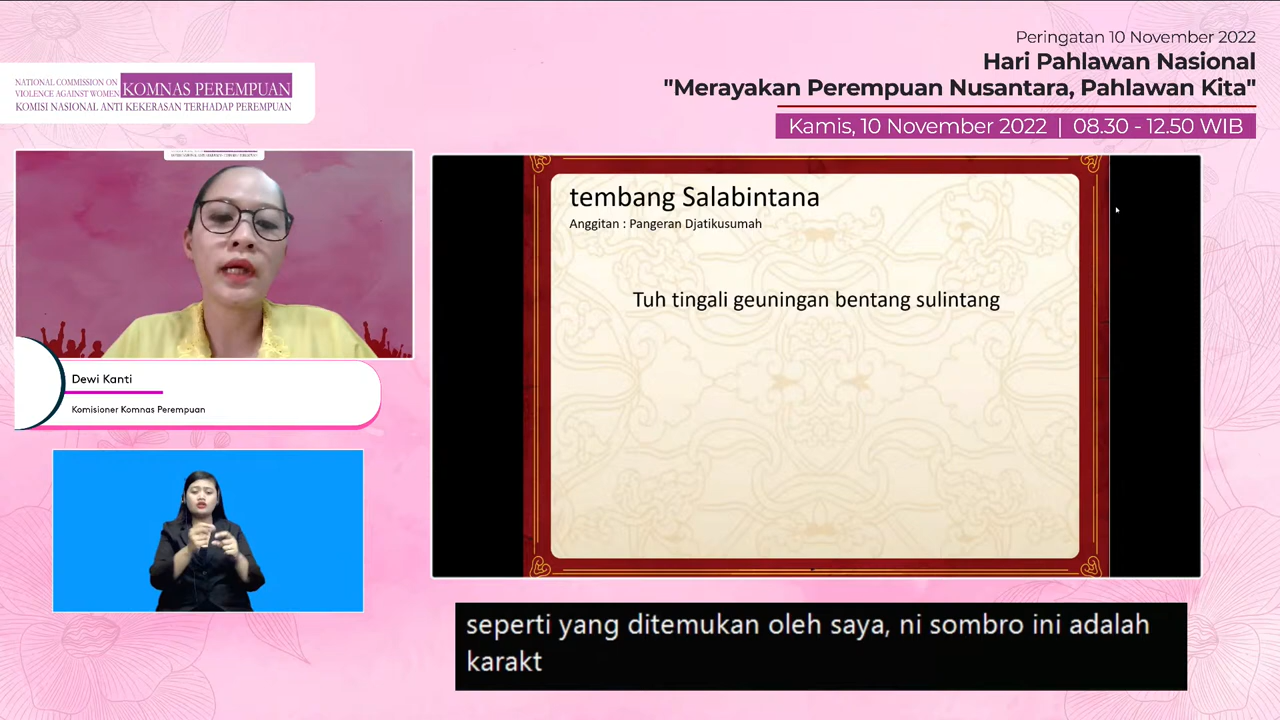 Peringatan 10 November 2022
Hari Pahlawan Nasional
"Merayakan Perempuan Nusantara, Pahlawan Kita"
Kamis, 10 November 2022 | 08.30 - 12.50 WIB
NATIONAL COMMISSION ON
VIOLENCE AGAINST WOMEN
KOMNAS PEREMPUAN
KOMISI NASIONAL ANTI KEKERASAN TERHADAP PEREMPUAN
Dewi Kanti
Komisioner Komnas Perempuan
tembang Salabintana
Anggitan : Pangeran Djatikusumah
Tuh tingali geuningan bentang sulintang
seperti yang ditemukan oleh saya, ni sombro ini adalah
karakt